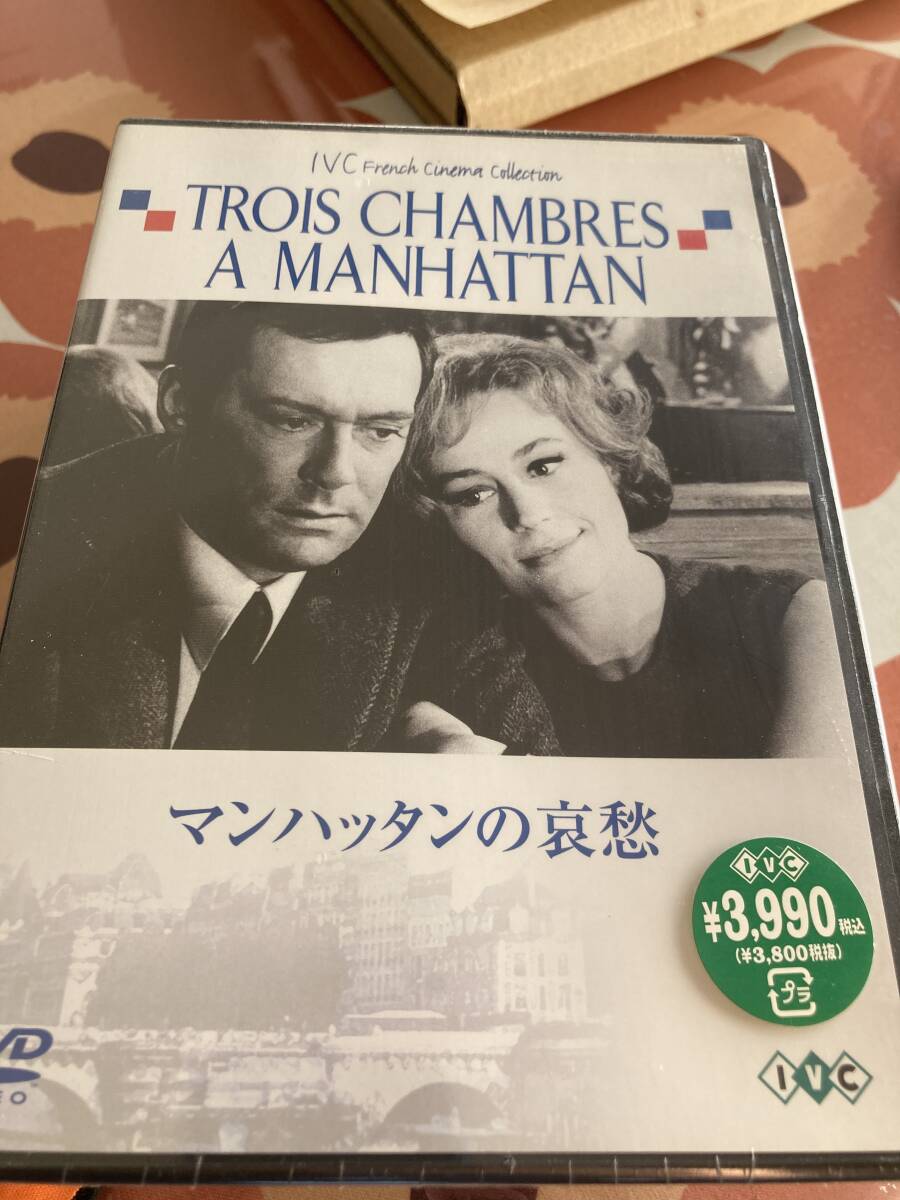 IVC French Cinema Collection
TROIS CHAMBRES
A MANHATTAN
マンハッタンの哀愁
IVC
¥3,990税込
(¥3,800税抜)
プラ
IVC